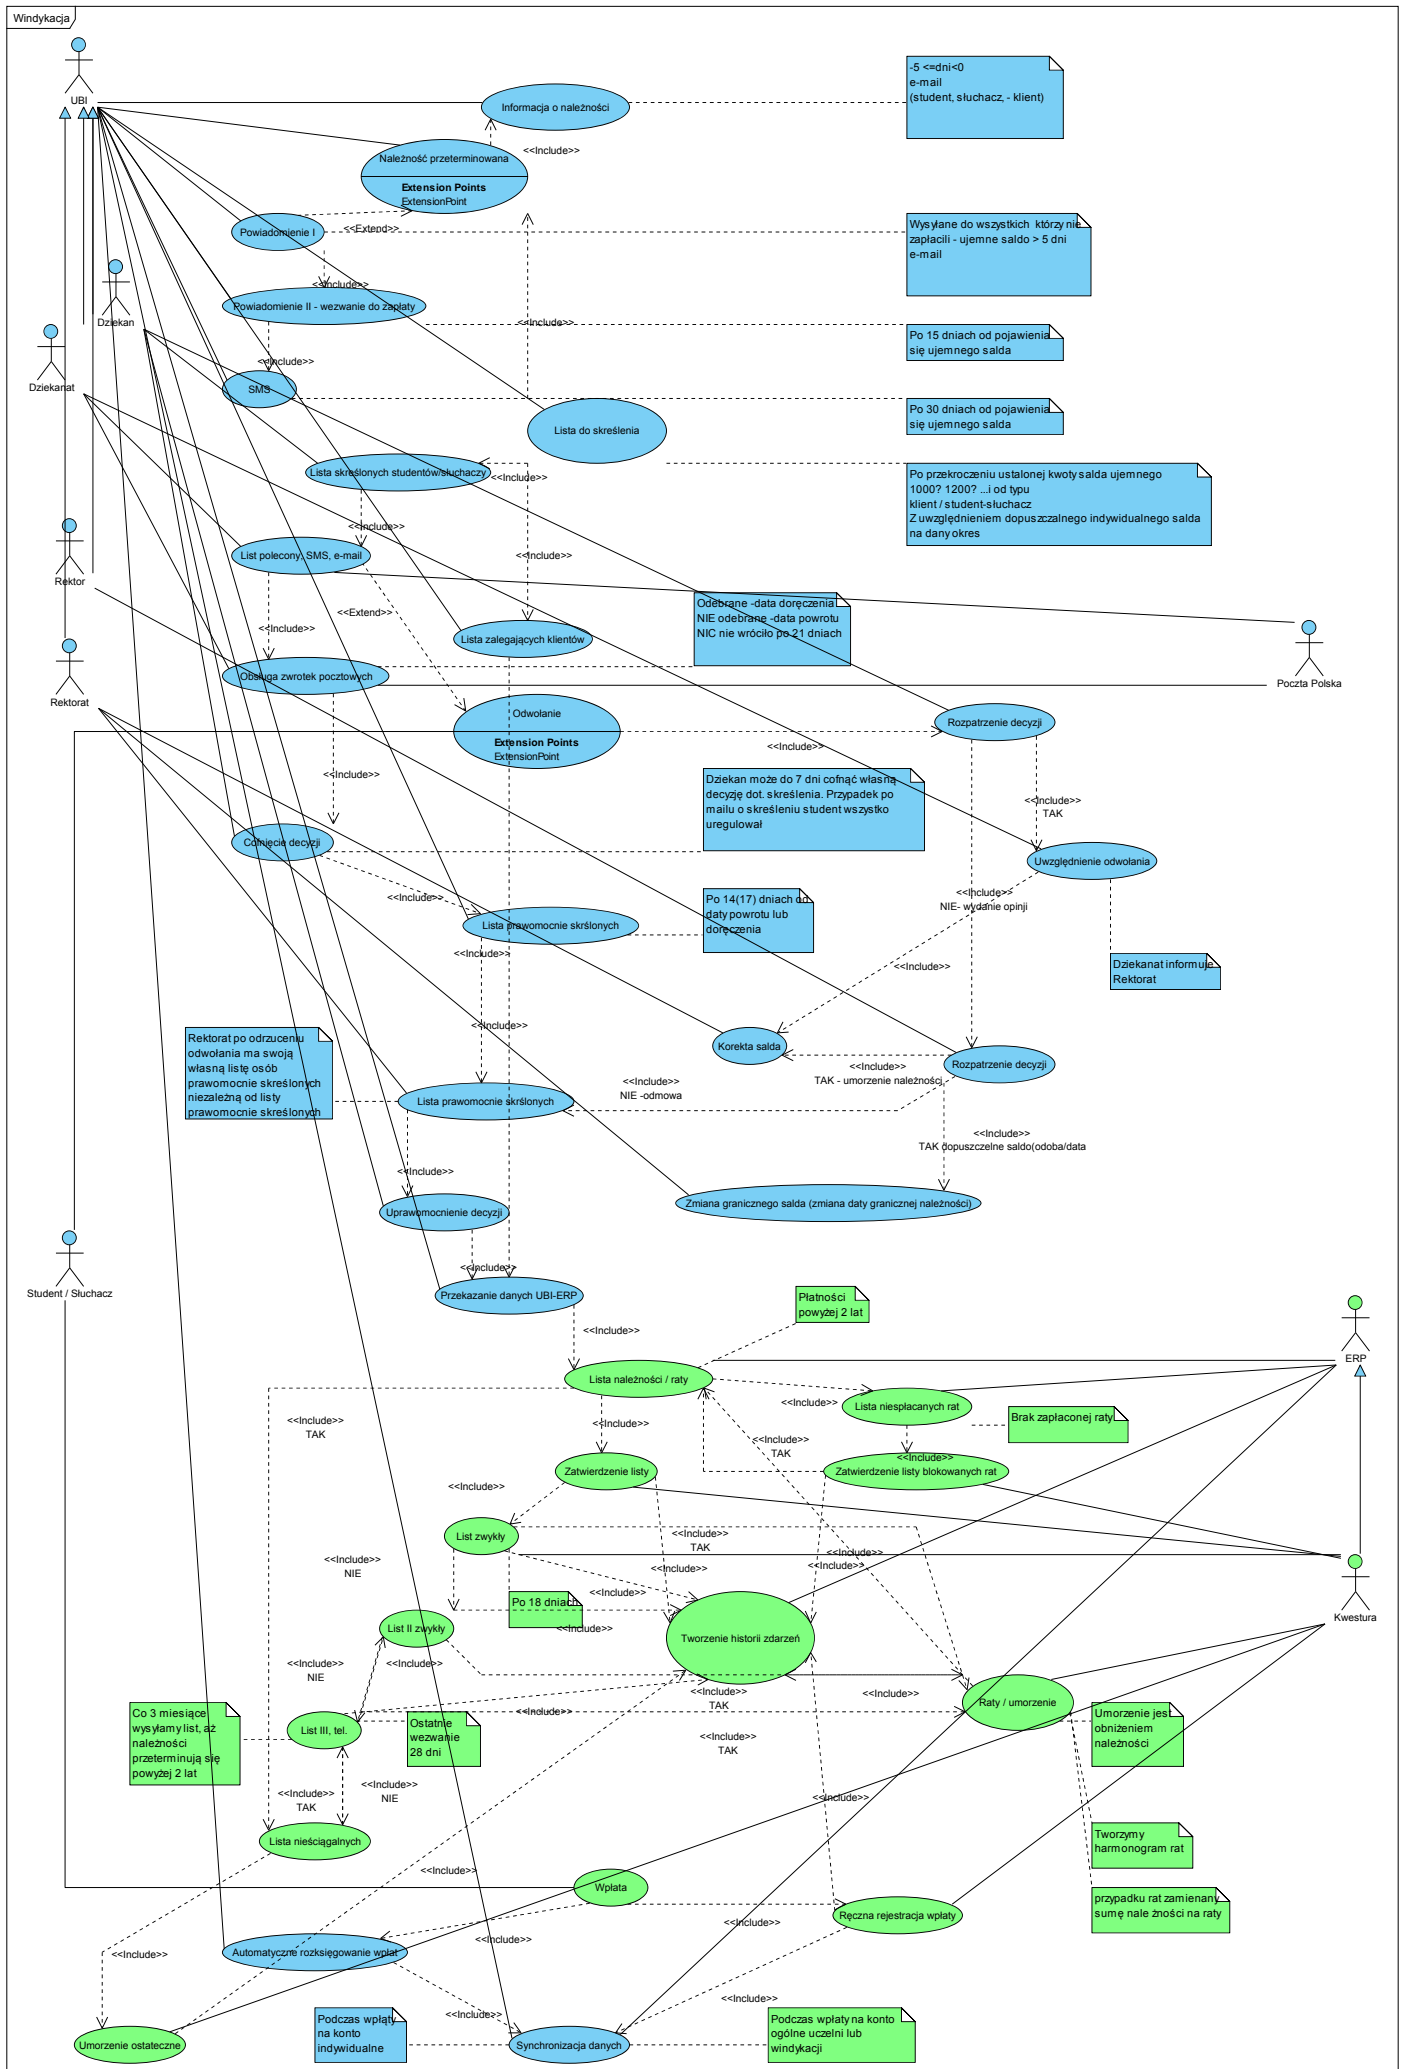 Windykacja
UBI
Informacja o należności
-5 <=dni<0
e-mail
(student, słuchacz, - klient)
<<Include>>
Należność przeterminowana
Extension Points
ExtensionPoint
Powiadomienie I
<<Extend>>
Wysyłane do wszystkich którzy nie
zapłacili - ujemne saldo > 5 dni
e-mail
<<Include>>
Dziekan
Powiadomienie II - wezwanie do zapłaty
<<Include>>
Po 15 dniach od pojawienia
się ujemnego salda
Dziekanat
<<Include>>
SMS
Po 30 dniach od pojawienia
się ujemnego salda
Lista do skreślenia
Lista skreślonych studentów/słuchaczy
<<Include>>
Po przekroczeniu ustalonej kwoty salda ujemnego
1000? 1200? ...i od typu
klient / student-słuchacz
Z uwzględnieniem dopuszczalnego indywidualnego salda
na dany okres
<<Include>>
List polecony, SMS, e-mail
<<Include>>
Rektor
<<Extend>>
<<Include>>
Odebrane -data doręczenia
NIE odebrane -data powrotu
NIC nie wróciło po 21 dniach
Lista zalegających klientów
Obsługa zwrotek pocztowych
Poczta Polska
Rektorat
Odwołanie
Extension Points
ExtensionPoint
Rozpatrzenie decyzji
<<Include>>
<<Include>>
Dziekan może do 7 dni cofnąć własną
decyzję dot. skreślenia. Przypadek po
mailu o skreśleniu student wszystko
uregulował
<<Include>>
TAK
Cofnięcie decyzji
Uwzględnienie odwołania
<<Include>>
<<Include>>
NIE- wydanie opinji
Po 14(17) dniach od
daty powrotu lub
doręczenia
Lista prawomocnie skrślonych
<<Include>>
<<Include>>
Dziekanat informuje
Rektorat
<<Include>>
Rektorat po odrzuceniu
odwołania ma swoją
własną listę osób
prawomocnie skreślonych
niezależną od listy
prawomocnie skreślonych
Korekta salda
Rozpatrzenie decyzji
<<Include>>
TAK - umorzenie należności
<<Include>>
NIE -odmowa
Lista prawomocnie skrślonych
<<Include>>
TAK dopuszczelne saldo(odoba/data
<<Include>>
Zmiana granicznego salda (zmiana daty granicznej należności)
Uprawomocnienie decyzji
<<Include>>
Student / Słuchacz
Przekazanie danych UBI-ERP
Płatności
powyżej 2 lat
<<Include>>
ERP
Lista należności / raty
<<Include>>
Lista niespłacanych rat
Brak zapłaconej raty
<<Include>>
TAK
<<Include>>
<<Include>>
TAK
<<Include>>
Zatwierdzenie listy
Zatwierdzenie listy blokowanych rat
<<Include>>
List zwykły
<<Include>>
TAK
<<Include>>
NIE
<<Include>>
<<Include>>
<<Include>>
Kwestura
<<Include>>
Po 18 dniach
<<Include>>
List II zwykły
Tworzenie historii zdarzeń
<<Include>>
NIE
<<Include>>
<<Include>>
TAK
<<Include>>
Raty / umorzenie
Co 3 miesiące
wysyłamy list, aż
należności
przeterminują się
powyżej 2 lat
List III, tel.
Ostatnie
wezwanie
28 dni
<<Include>>
Umorzenie jest
obniżeniem
należności
<<Include>>
TAK
<<Include>>
TAK
<<Include>>
NIE
<<Include>>
Lista nieściągalnych
Tworzymy
harmonogram rat
<<Include>>
Wpłata
przypadku rat zamienany
sumę nale żności na raty
Ręczna rejestracja wpłaty
<<Include>>
<<Include>>
Automatyczne rozksięgowanie wpłat
<<Include>>
<<Include>>
Umorzenie ostateczne
Podczas wpłąty
na konto
indywidualne
Synchronizacja danych
Podczas wpłaty na konto
ogólne uczelni lub
windykacji